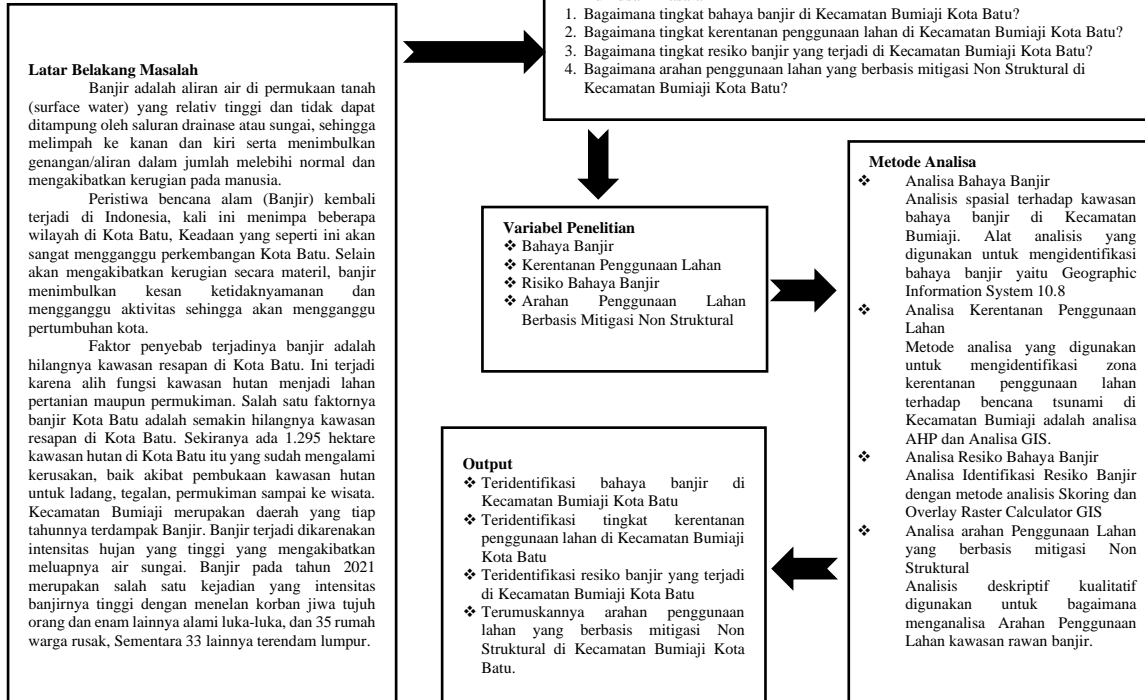 Latar Belakang Masalah
Banjir adalah aliran air di permukaan tanah
(surface water) yang relativ tinggi dan tidak dapat
ditampung oleh saluran drainase atau sungai, sehingga
melimpah ke kanan dan kiri serta menimbulkan
genangan/aliran dalam jumlah melebihi normal dan
mengakibatkan kerugian pada manusia.
Peristiwa bencana alam (Banjir) kembali
terjadi di Indonesia, kali ini menimpa beberapa
wilayah di Kota Batu, Keadaan yang seperti ini akan
sangat mengganggu perkembangan Kota Batu. Selain
akan mengakibatkan kerugian secara materil, banjir
menimbulkan kesan ketidaknyamanan dan
mengganggu aktivitas sehingga akan mengganggu
pertumbuhan kota.
Faktor penyebab terjadinya banjir adalah
hilangnya kawasan resapan di Kota Batu. Ini terjadi
karena alih fungsi kawasan hutan menjadi lahan
pertanian maupun permukiman. Salah satu faktornya
banjir Kota Batu adalah semakin hilangnya kawasan
resapan di Kota Batu. Sekiranya ada 1.295 hektare
kawasan hutan di Kota Batu itu yang sudah mengalami
kerusakan, baik akibat pembukaan kawasan hutan
untuk ladang, tegalan, permukiman sampai ke wisata.
Kecamatan Bumiaji merupakan daerah yang tiap
tahunnya terdampak Banjir. Banjir terjadi dikarenakan
intensitas hujan yang tinggi yang mengakibatkan
meluapnya air sungai. Banjir pada tahun 2021
merupakan salah satu kejadian yang intensitas
banjirnya tinggi dengan menelan korban jiwa tujuh
orang dan enam lainnya alami luka-luka, dan 35 rumah
warga rusak, Sementara 33 lainnya terendam lumpur.
1. Bagaimana tingkat bahaya banjir di Kecamatan Bumiaji Kota Batu?
2. Bagaimana tingkat kerentanan penggunaan lahan di Kecamatan Bumiaji Kota Batu?
3. Bagaimana tingkat resiko banjir yang terjadi di Kecamatan Bumiaji Kota Batu?
4. Bagaimana arahan penggunaan lahan yang berbasis mitigasi Non Struktural di
Kecamatan Bumiaji Kota Batu?
Variabel Penelitian
❖ Bahaya Banjir
❖ Kerentanan Penggunaan Lahan
❖ Risiko Bahaya Banjir
❖ Arahan Penggunaan Lahan
Berbasis Mitigasi Non Struktural
Metode Analisa
❖ Analisa Bahaya Banjir
Analisis spasial terhadap kawasan
bahaya banjir di Kecamatan
Bumiaji. Alat analisis yang
digunakan untuk mengidentifikasi
bahaya banjir yaitu Geographic
Information System 10.8
❖ Analisa Kerentanan Penggunaan
Lahan
Metode analisa yang digunakan
untuk mengidentifikasi zona
kerentanan penggunaan lahan
terhadap bencana tsunami di
Kecamatan Bumiaji adalah analisa
AHP dan Analisa GIS.
❖ Analisa Resiko Bahaya Banjir
Analisa Identifikasi Resiko Banjir
dengan metode analisis Skoring dan
Overlay Raster Calculator GIS
❖ Analisa arahan Penggunaan Lahan
yang berbasis mitigasi Non
Struktural
Analisis deskriptif kualitatif
digunakan untuk bagaimana
menganalisa Arahan Penggunaan
Lahan kawasan rawan banjir.
Output
❖ Teridentifikasi bahaya banjir di
Kecamatan Bumiaji Kota Batu
❖ Teridentifikasi tingkat kerentanan
penggunaan lahan di Kecamatan Bumiaji
Kota Batu
❖ Teridentifikasi resiko banjir yang terjadi
di Kecamatan Bumiaji Kota Batu
❖ Terumuskannya arahan penggunaan
lahan yang berbasis mitigasi Non
Struktural di Kecamatan Bumiaji Kota
Batu.